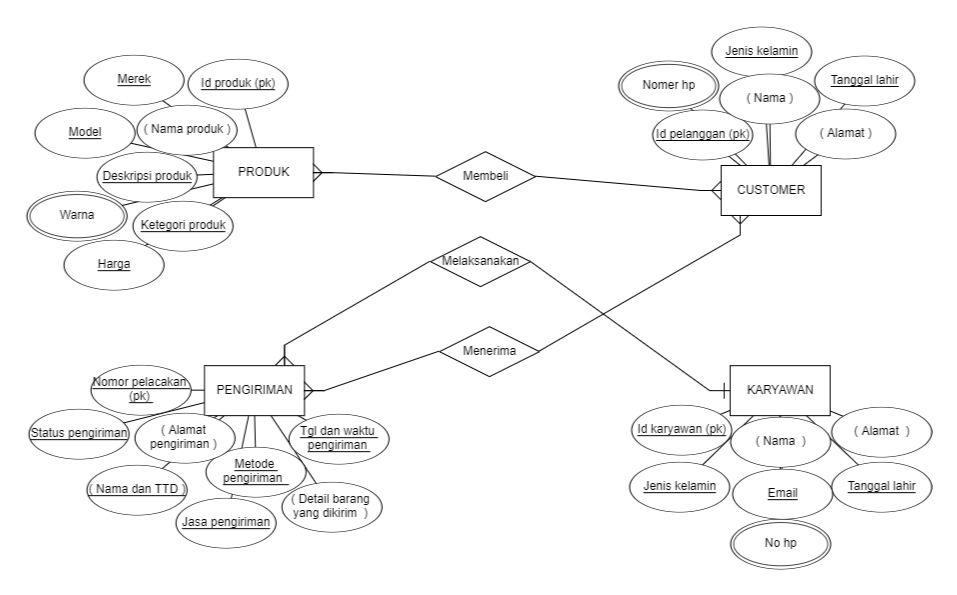 Jenis kelamin
Merek
Id produk (pk)
Nomer hp
Tanggal lahir
( Nama )
Model
( Nama produk )
Id pelanggan (pk)
( Alamat )
Deskripsi produk
PRODUK
Membeli
CUSTOMER
Warna
Ketegori produk
Harga
Melaksanakan
Menerima
Nomor pelacakan
(pk)
PENGIRIMAN
KARYAWAN
Status pengiriman
( Alamat
pengiriman )
Tgl dan waktu
pengiriman
Id karyawan (pk)
( Nama )
( Alamat )
Metode
pengiriman
( Nama dan TTD )
( Detail barang
yang dikirim )
Jenis kelamin
Email
Tanggal lahir
Jasa pengiriman
No hp